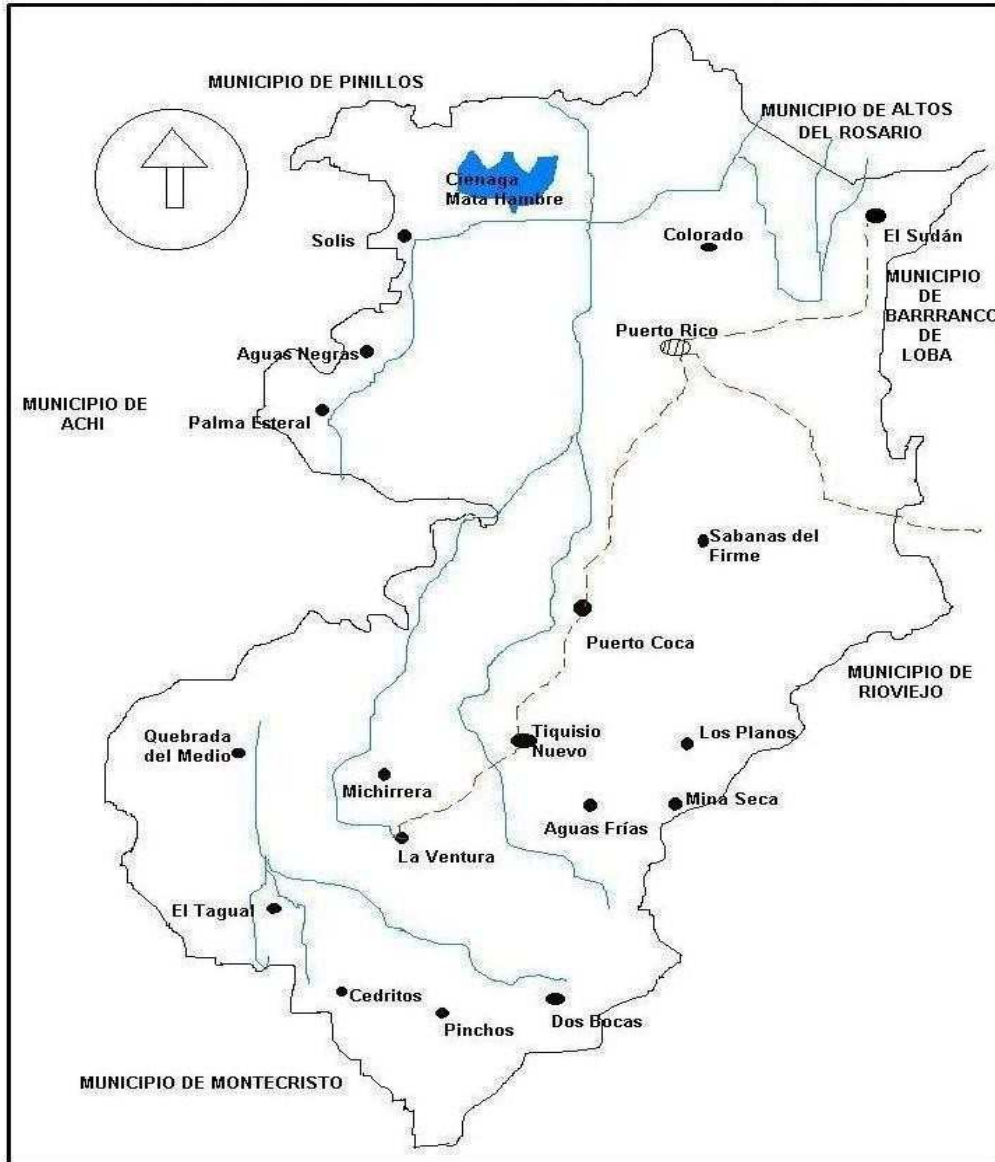 MUNICIPIO DE PINILLOS
MUNICIPIO DE ALTOS
DEL ROSARIO
Cienaga
Mata Hambre
Solis
Colorado
El Sudán
MUNICIPIO
DE
BARRRANCO
DE
LOBA
Puerto Rico
Aguas Negras
MUNICIPIO DE
ACHI
Palma Esteral
Sabanas del
Firme
Puerto Coca
MUNICIPIO DE
RIOVIEJO
Quebrada
del Medio
Tiquisio
Nuevo
Los Planos
Michirrera
Mina Seca
Aguas Frías
La Ventura
El Tagual
Cedritos
Pinchos
Dos Bocas
MUNICIPIO DE MONTECRISTO